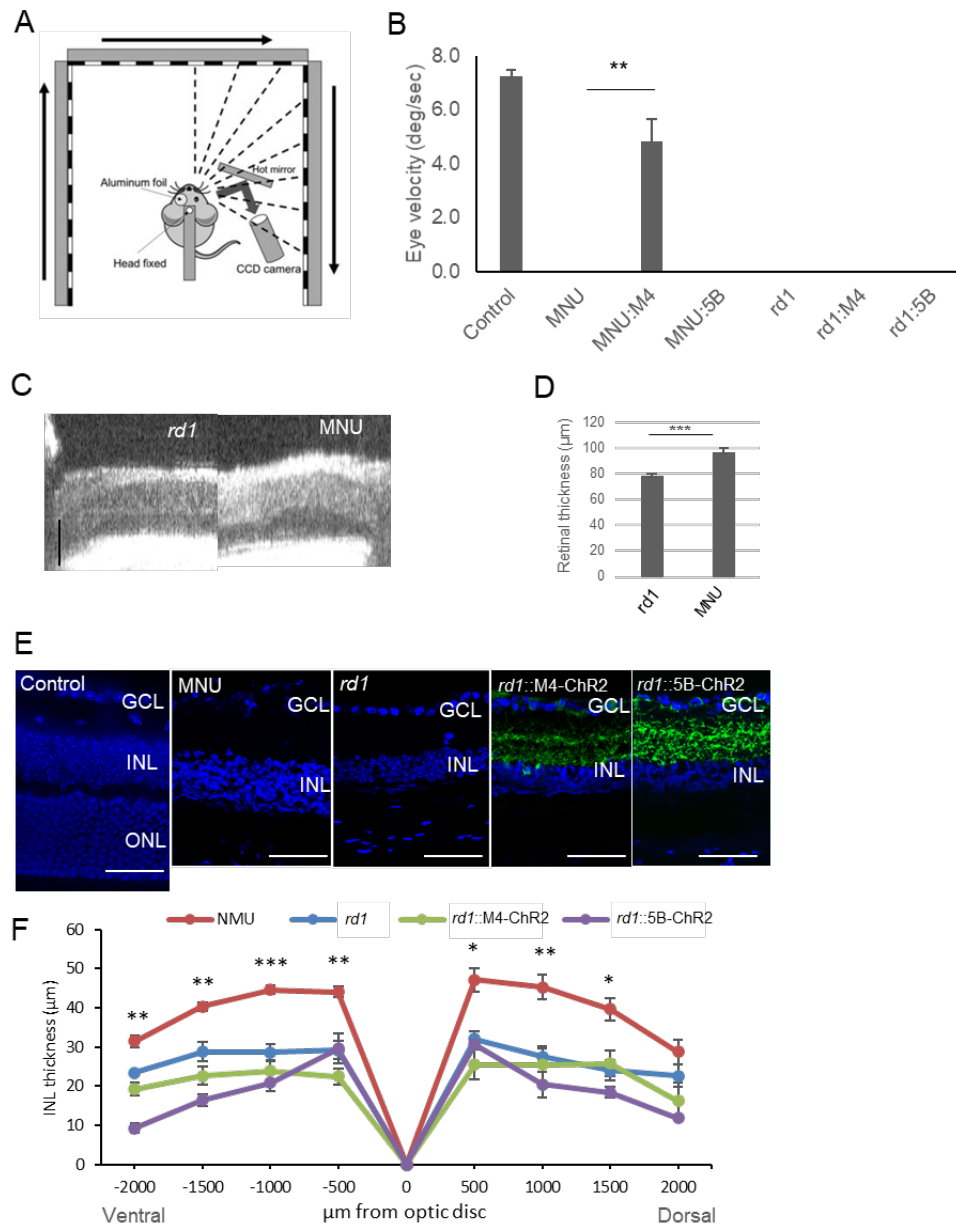 A
Hot mirror
Aluminum foil
Head fixed
CCD camera
B
Eye velocity (deg/sec)
8.0
6.0
4.0
2.0
0.0
**
Control
MNU
MNU:M4
MNU:5B
rd1
rd1:M4
rd1:5B
C
rd1
MNU
D
Retinal thickness (µm)
120
100
80
60
40
20
0
***
rd1
MNU
E
Control
GCL
INL
ONL
MNU
GCL
INL
rd1
GCL
INL
rd1::M4-ChR2
GCL
INL
rd1::5B-ChR2
GCL
INL
F
NMU
rd1
rd1::M4-ChR2
rd1::5B-ChR2
INL thickness (µm)
60
50
40
30
20
10
0
** ** *** ** * ** *
-2000 -1500 -1000 -500 0 500 1000 1500 2000
Ventral µm from optic disc Dorsal